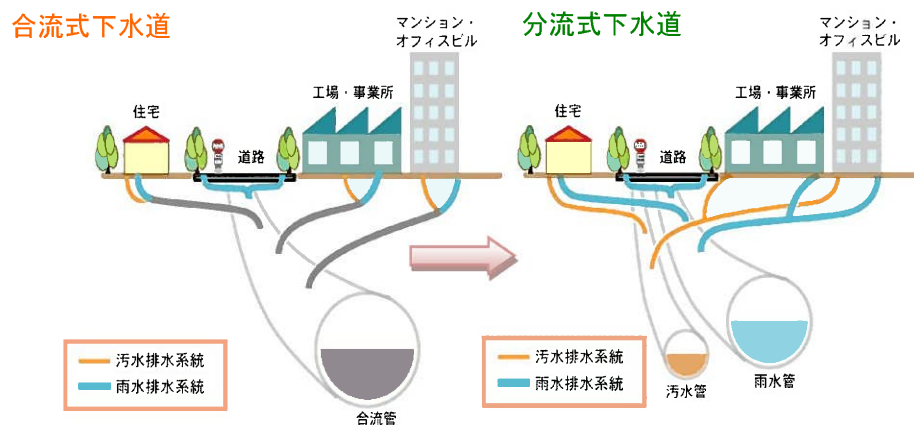 合流式下水道
マンション・
オフィスビル
工場・事業所
住宅
道路
汚水排水系統
雨水排水系統
合流管
分流式下水道
マンション・
オフィスビル
工場・事業所
住宅
道路
汚水排水系統
雨水排水系統
汚水管
雨水管